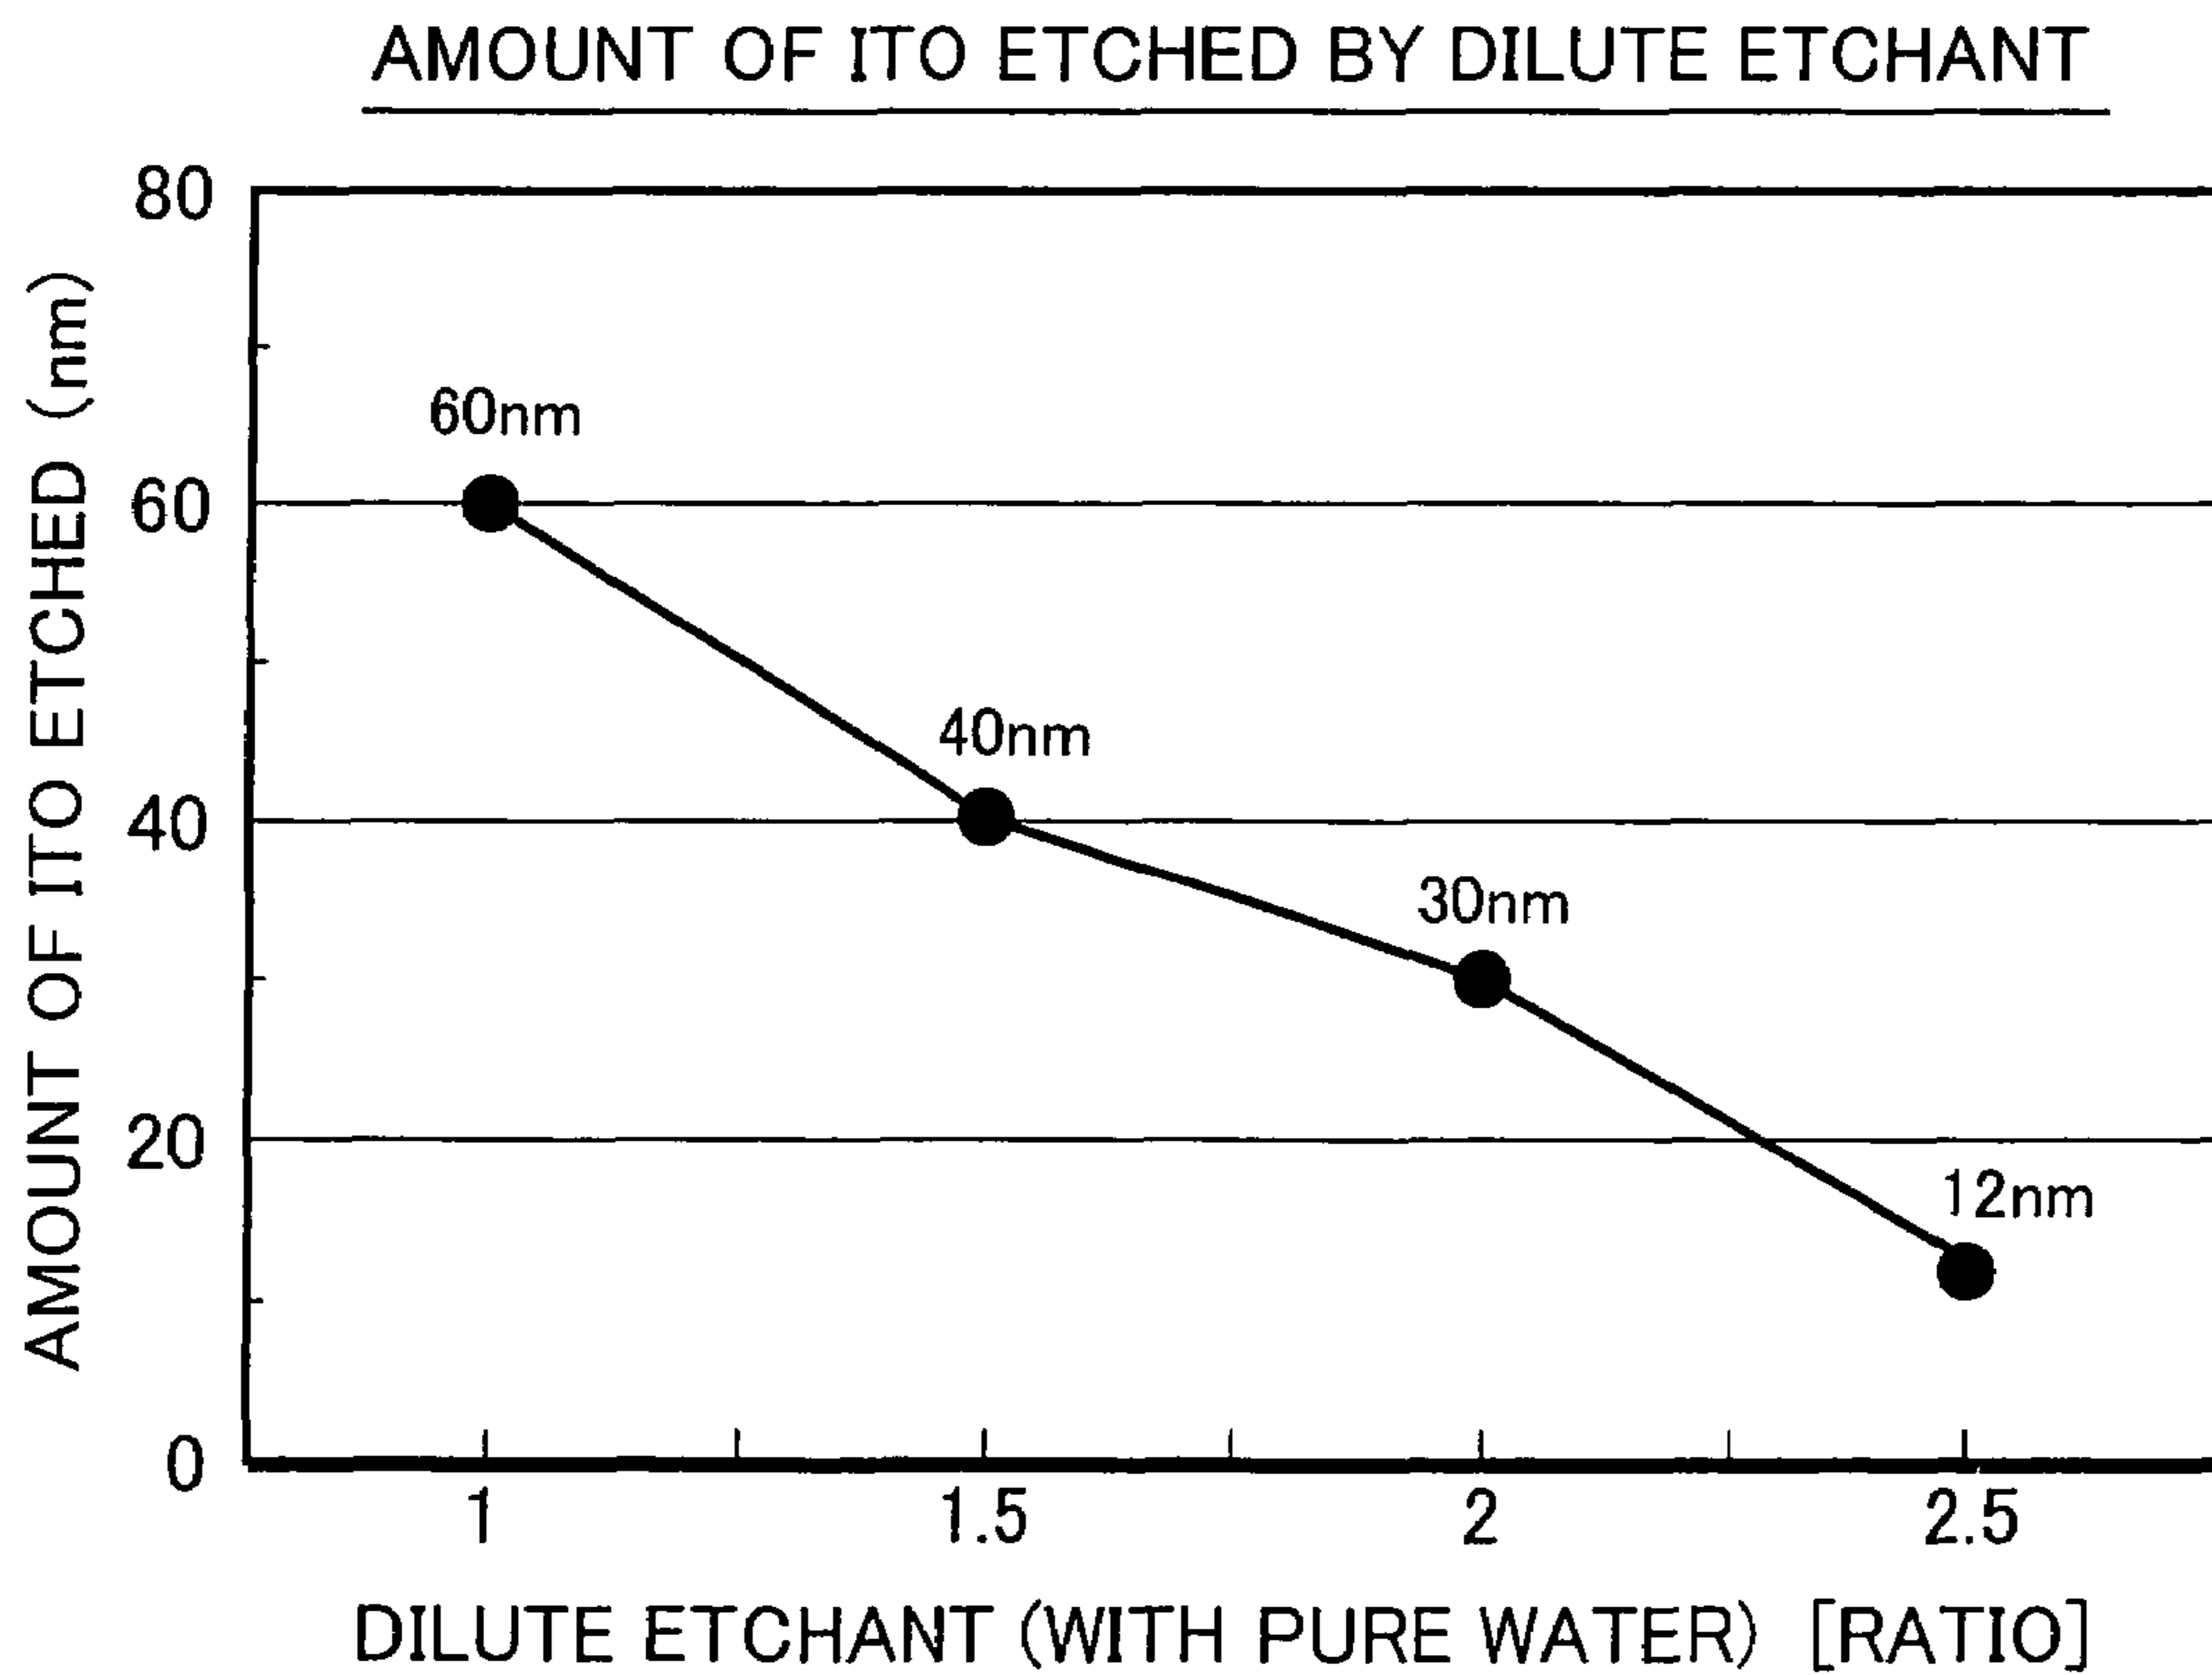 AMOUNT OF ITO ETCHED BY DILUTE ETCHANT
AMOUNT OF ITO ETCHED (nm)
80
60
40
20
0
60nm
40nm
30nm
12nm
1 1.5 2 2.5
DILUTE ETCHANT (WITH PURE WATER) [RATIO]